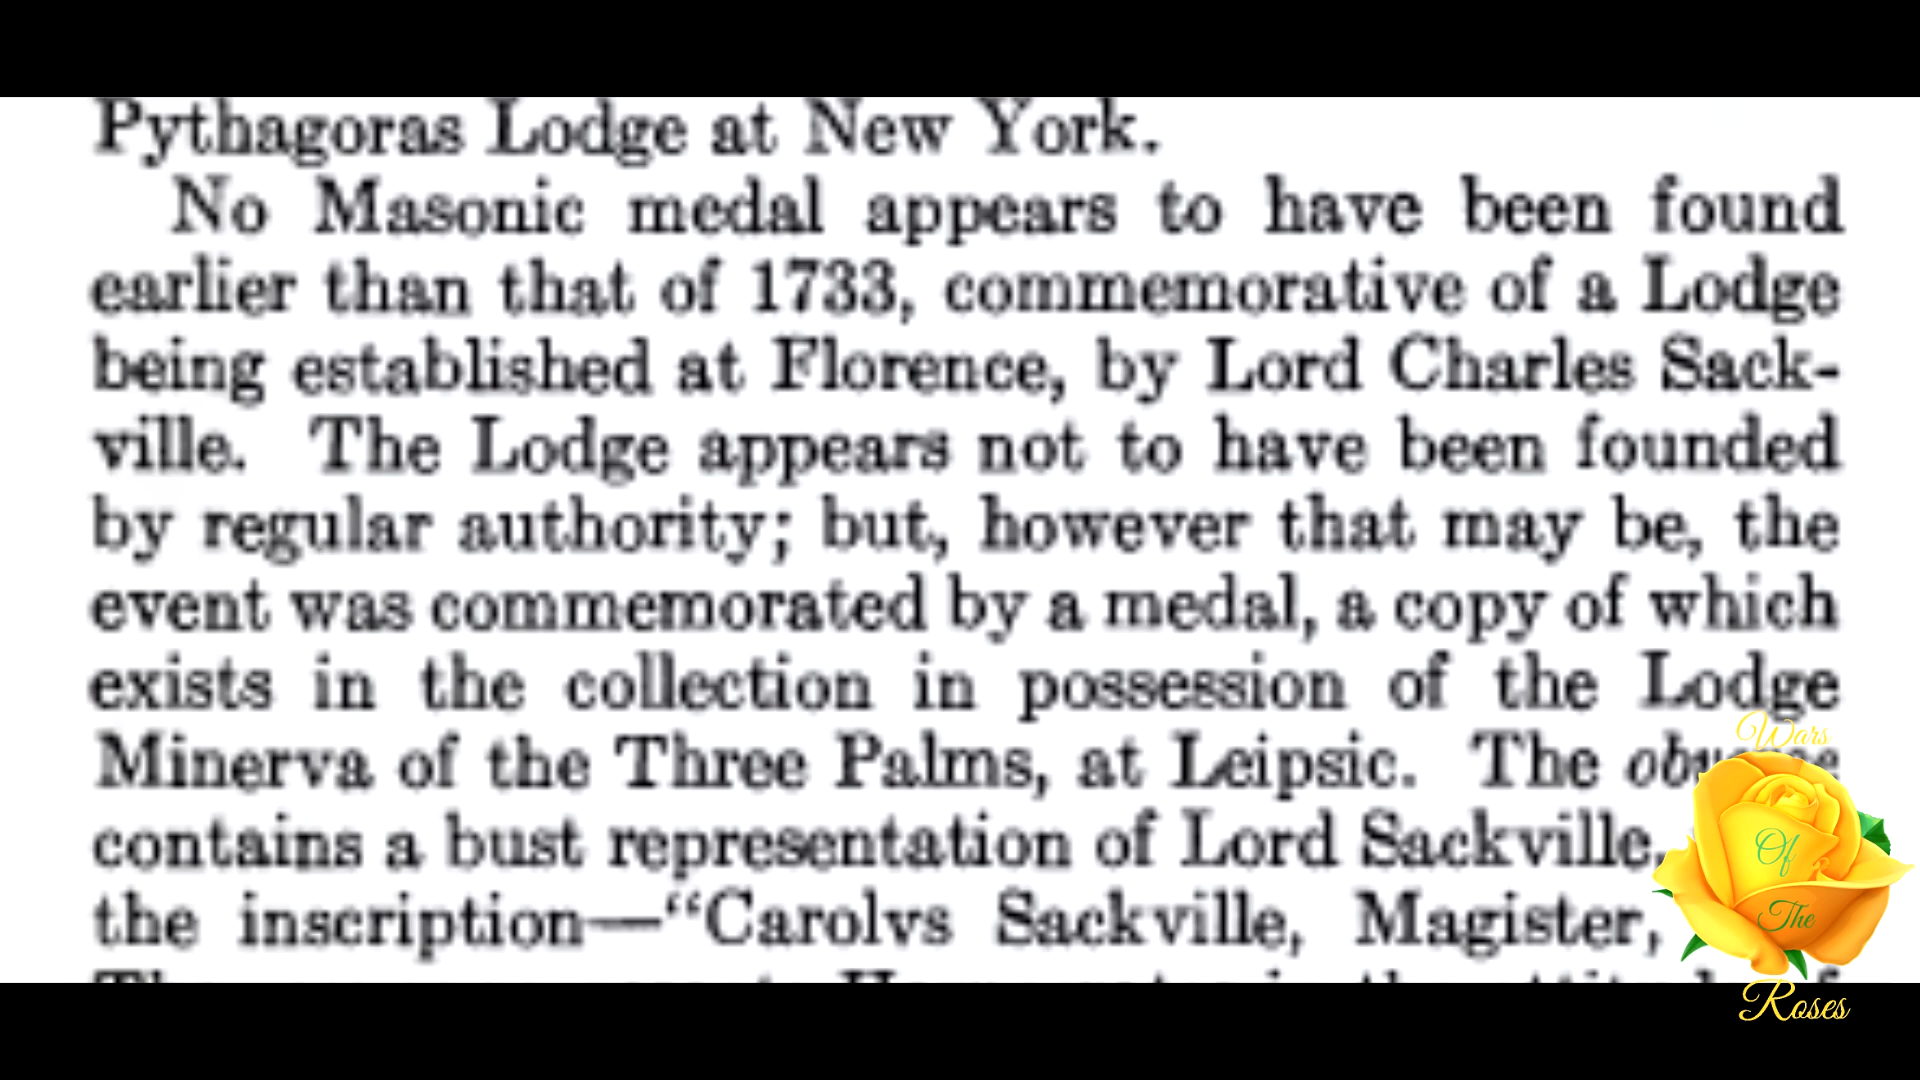 Pythagoras Lodge at New York.
No Masonic medal appears to have been found
earlier than that of 1733, commemorative of a Lodge
being established at Florence, by Lord Charles Sack-
ville. The Lodge appears not to have been founded
by regular authority; but, however that may be, the
event was commemorated by a medal, a copy of which
exists in the collection in possession of the Lodge
Minerva of the Three Palms, at Leipsic. The
contains a bust representation of Lord Sackville,
the inscription—“Carolvs Sackville, Magister,
Wars
Of
The
Roses